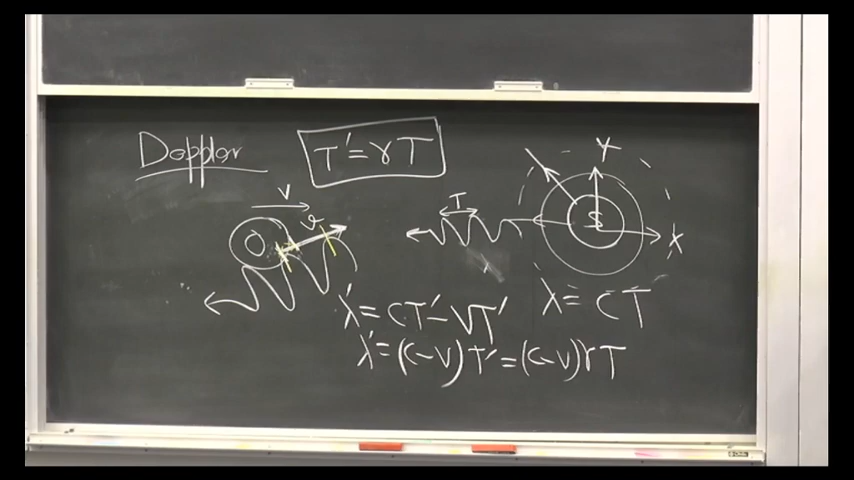 Doppler
T' = γT
V
O
T
Y
S
X
λ = CT
λ' = CT' - VT'
λ' = (C-V)T' = (C-V)γT